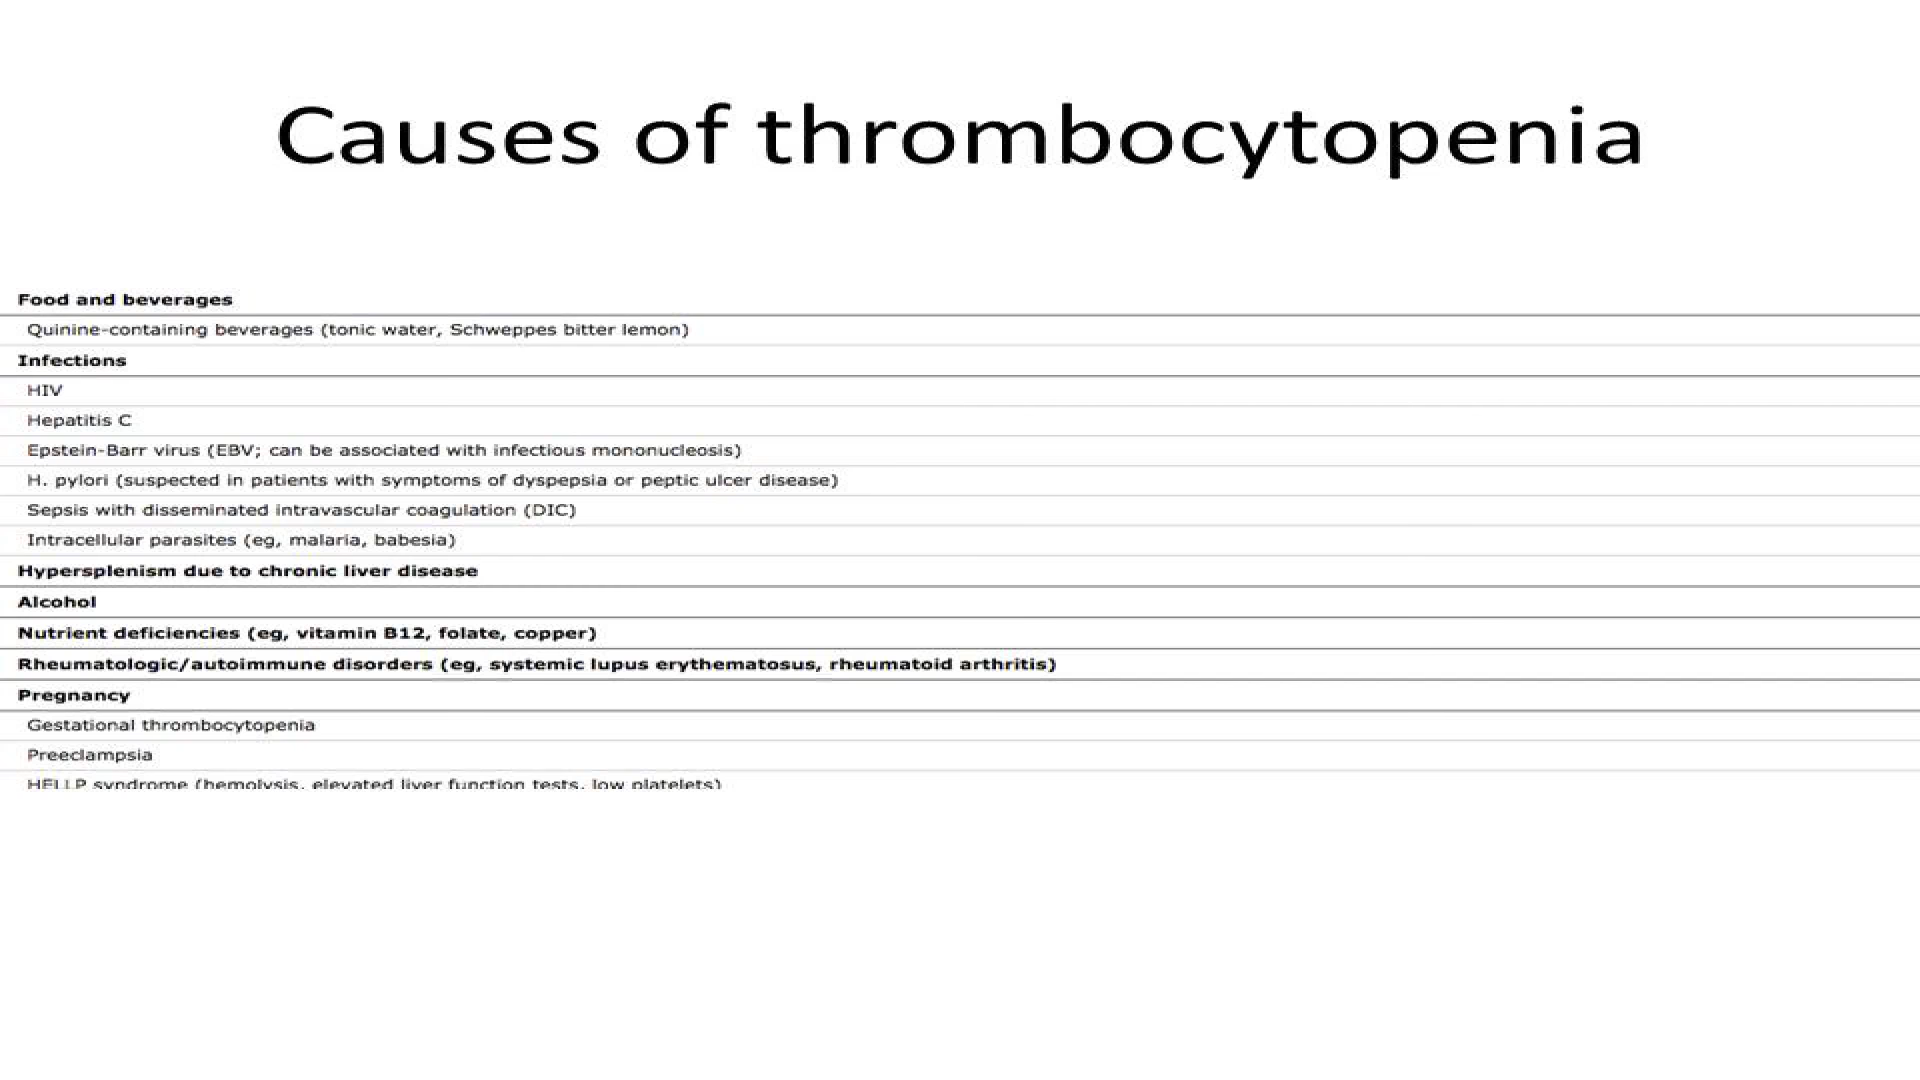 Causes of thrombocytopenia
Food and beverages
Quinine-containing beverages (tonic water, Schweppes bitter lemon)
Infections
HIV
Hepatitis C
Epstein-Barr virus (EBV; can be associated with infectious mononucleosis)
H. pylori (suspected in patients with symptoms of dyspepsia or peptic ulcer disease)
Sepsis with disseminated intravascular coagulation (DIC)
Intracellular parasites (eg, malaria, babesia)
Hypersplenism due to chronic liver disease
Alcohol
Nutrient deficiencies (eg, vitamin B12, folate, copper)
Rheumatologic/autoimmune disorders (eg, systemic lupus erythematosus, rheumatoid arthritis)
Pregnancy
Gestational thrombocytopenia
Preeclampsia
HELLP syndrome (hemolysis, elevated liver function tests, low platelets)